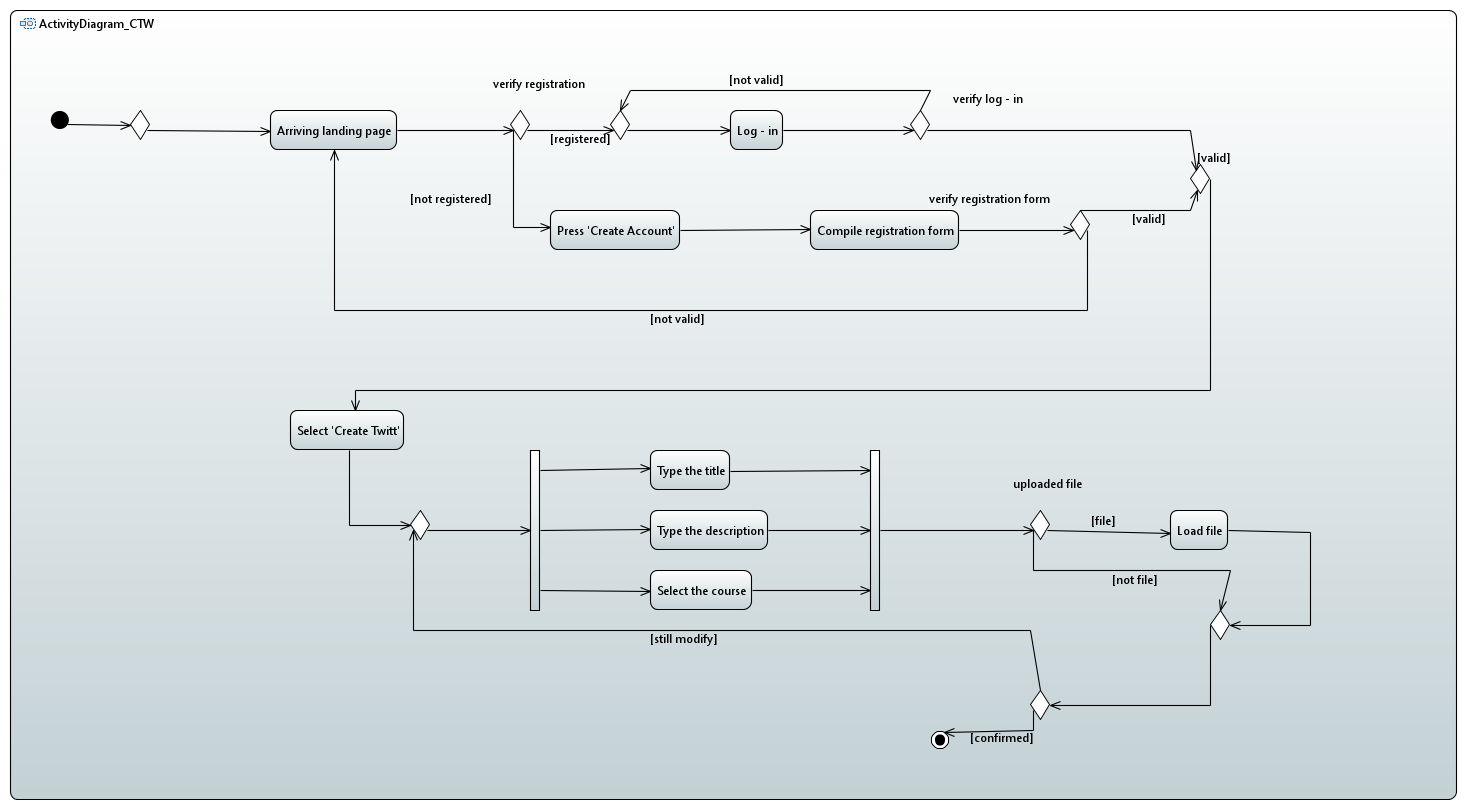 ActivityDiagram_CTW
verify registration
[not valid]
verify log - in
Arriving landing page
[registered]
Log - in
[valid]
[not registered]
verify registration form
Press 'Create Account'
Compile registration form
[valid]
[not valid]
Select 'Create Twitt'
Type the title
uploaded file
Type the description
[file]
Load file
[not file]
Select the course
[still modify]
[confirmed]